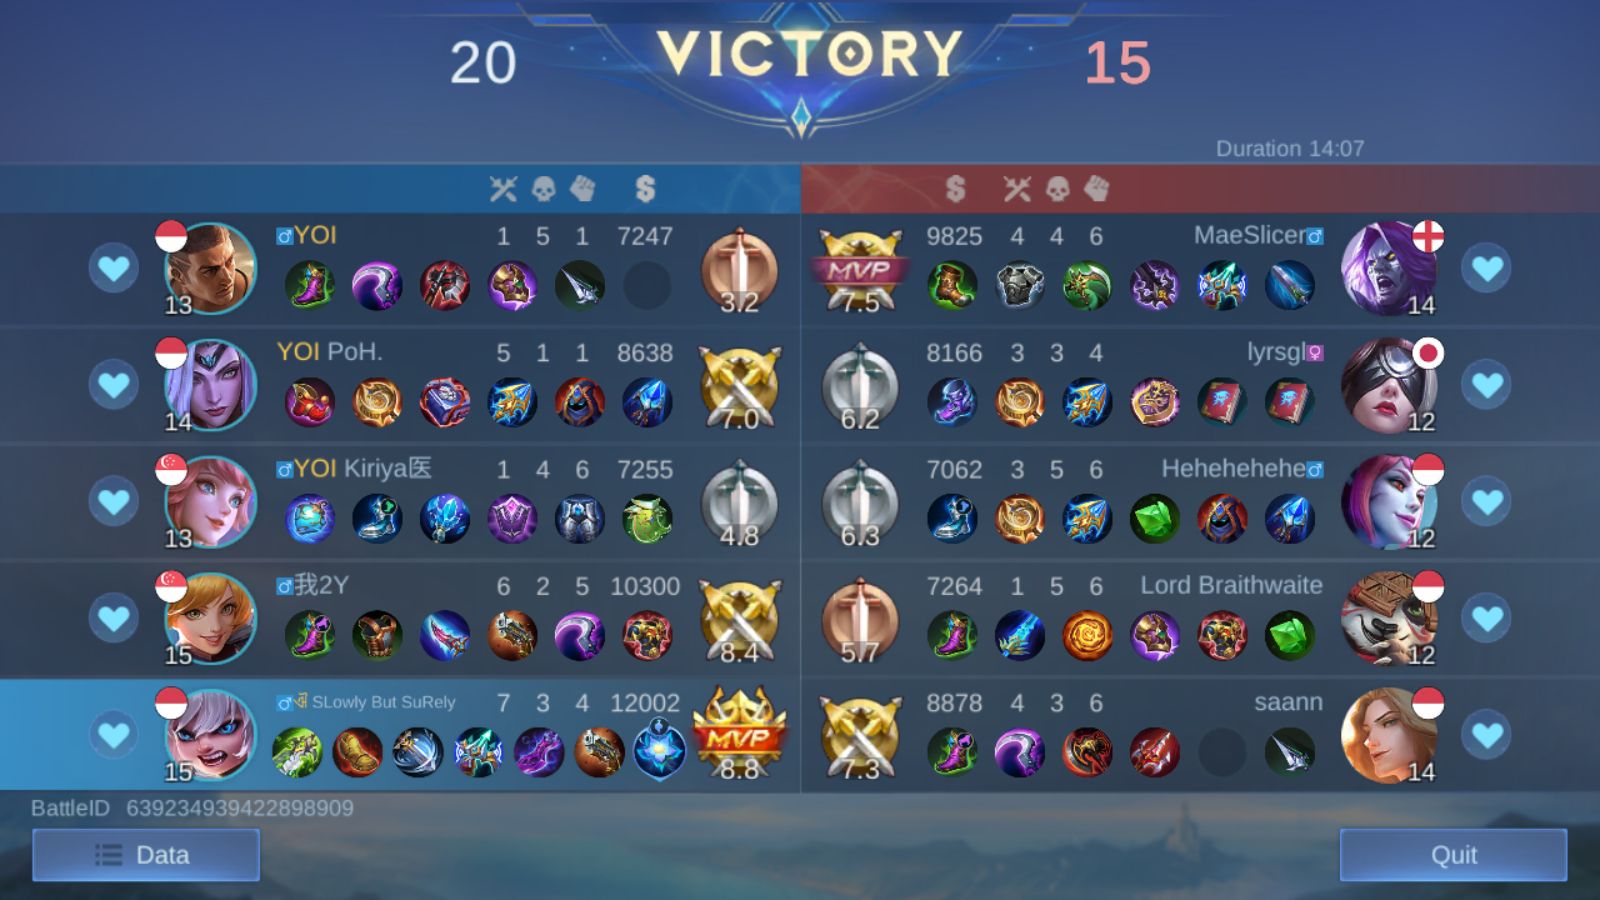 20 VICTORY 15
Duration 14:07
YOI 1 5 1 7247
13 3.2
MVP 7.5 9825 4 4 6 MaeSlicer
14
YOI PoH. 5 1 1 8638
14 7.0
6.2 8166 3 3 4 lyrsgl
12
YOI Kiriya医 1 4 6 7255
13 4.8
6.3 7062 3 5 6 Hehehehehe
12
我2Y 6 2 5 10300
15 8.4
5.7 7264 1 5 6 Lord Braithwaite
12
SLowly But SuRely 7 3 4 12002
15 MVP 8.8
7.3 8878 4 3 6 saann
14
BattleID 639234939422898909
Data
Quit